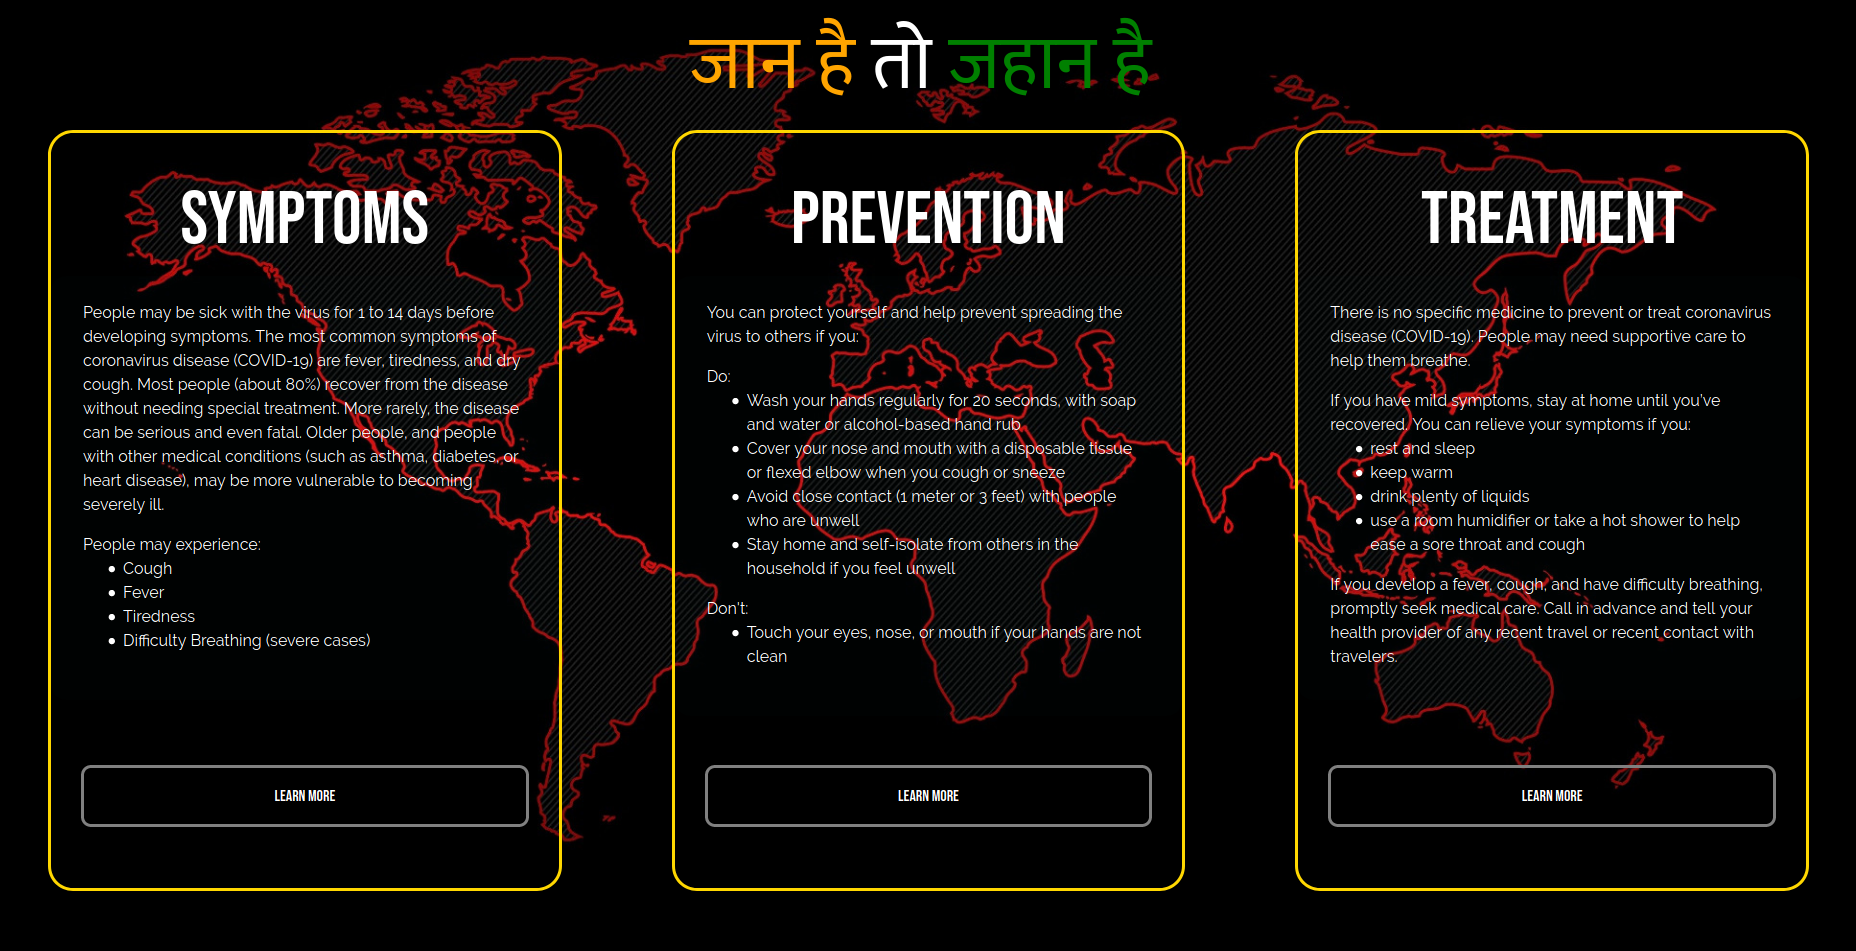 जान है तो जहान है
SYMPTOMS
People may be sick with the virus for 1 to 14 days before
developing symptoms. The most common symptoms of
coronavirus disease (COVID-19) are fever, tiredness, and dry
cough. Most people (about 80%) recover from the disease
without needing special treatment. More rarely, the disease
can be serious and even fatal. Older people, and people
with other medical conditions (such as asthma, diabetes, or
heart disease), may be more vulnerable to becoming
severely ill.
People may experience:
• Cough
• Fever
• Tiredness
• Difficulty Breathing (severe cases)
LEARN MORE
PREVENTION
You can protect yourself and help prevent spreading the
virus to others if you:
Do:
• Wash your hands regularly for 20 seconds, with soap
and water or alcohol-based hand rub
• Cover your nose and mouth with a disposable tissue
or flexed elbow when you cough or sneeze
• Avoid close contact (1 meter or 3 feet) with people
who are unwell
• Stay home and self-isolate from others in the
household if you feel unwell
Don't:
• Touch your eyes, nose, or mouth if your hands are not
clean
LEARN MORE
TREATMENT
There is no specific medicine to prevent or treat coronavirus
disease (COVID-19). People may need supportive care to
help them breathe.
If you have mild symptoms, stay at home until you've
recovered. You can relieve your symptoms if you:
• rest and sleep
• keep warm
• drink plenty of liquids
• use a room humidifier or take a hot shower to help
ease a sore throat and cough
If you develop a fever, cough, and have difficulty breathing,
promptly seek medical care. Call in advance and tell your
health provider of any recent travel or recent contact with
travelers.
LEARN MORE